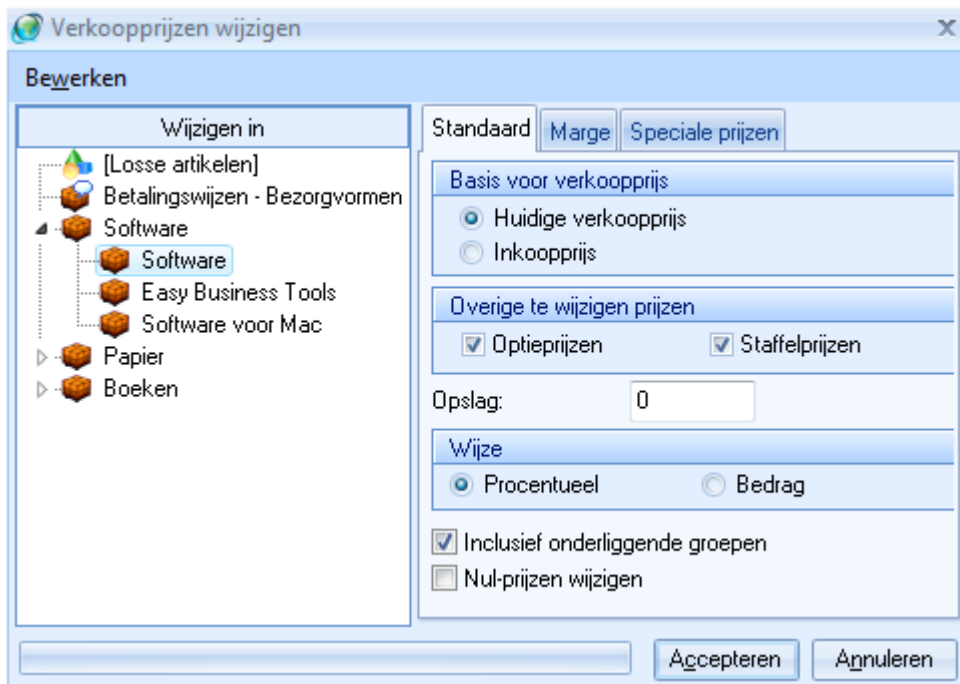 Verkoopprijzen wijzigen
Bewerken
Wijzigen in
[Losse artikelen]
Betalingswijzen - Bezorgvormen
Software
Software
Easy Business Tools
Software voor Mac
Papier
Boeken
Standaard Marge Speciale prijzen
Basis voor verkoopprijs
Huidige verkoopprijs
Inkoopprijs
Overige te wijzigen prijzen
Optieprijzen Staffelprijzen
Opslag: 0
Wijze
Procentueel Bedrag
Inclusief onderliggende groepen
Nul-prijzen wijzigen
Accepteren Annuleren